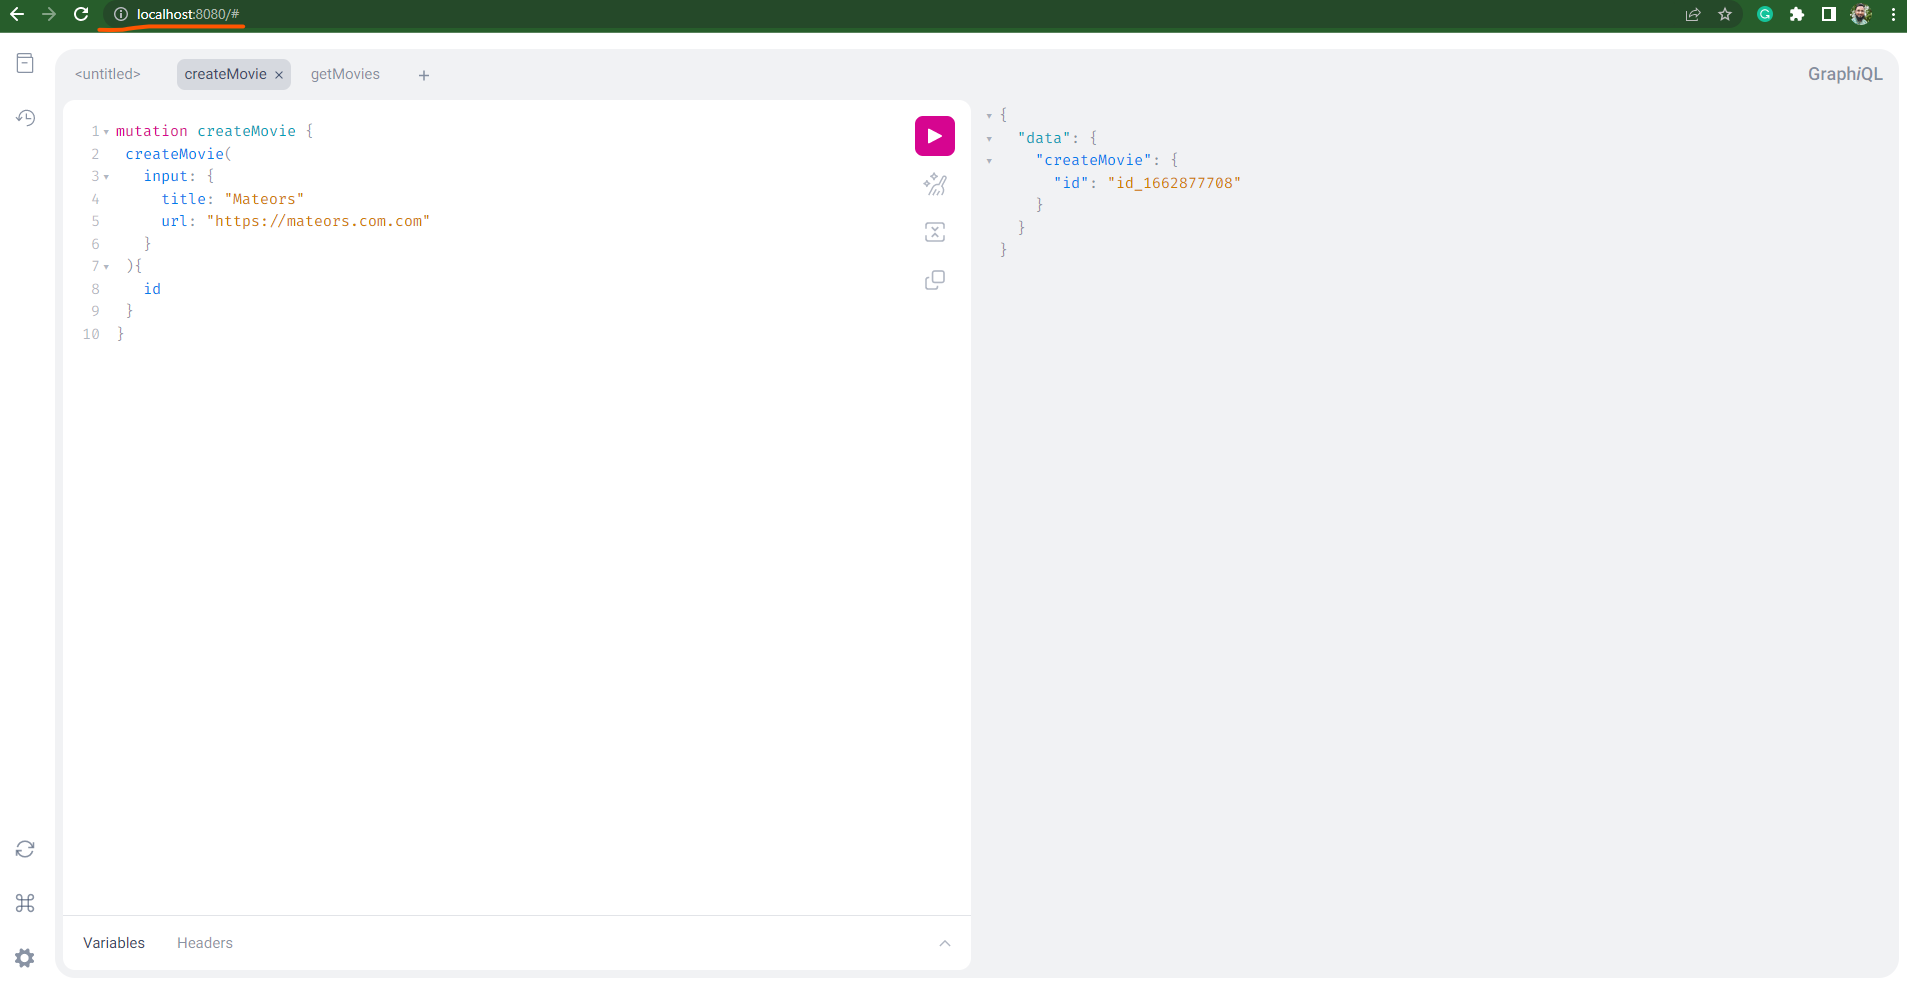 localhost:8080/#
<untitled>
createMovie ×
getMovies
+
GraphiQL
1 mutation createMovie {
2 createMovie(
3 input: {
4 title: "Mateors"
5 url: "https://mateors.com.com"
6 }
7 ){
8 id
9 }
10 }
{
"data": {
"createMovie": {
"id": "id_1662877708"
}
}
}
Variables
Headers